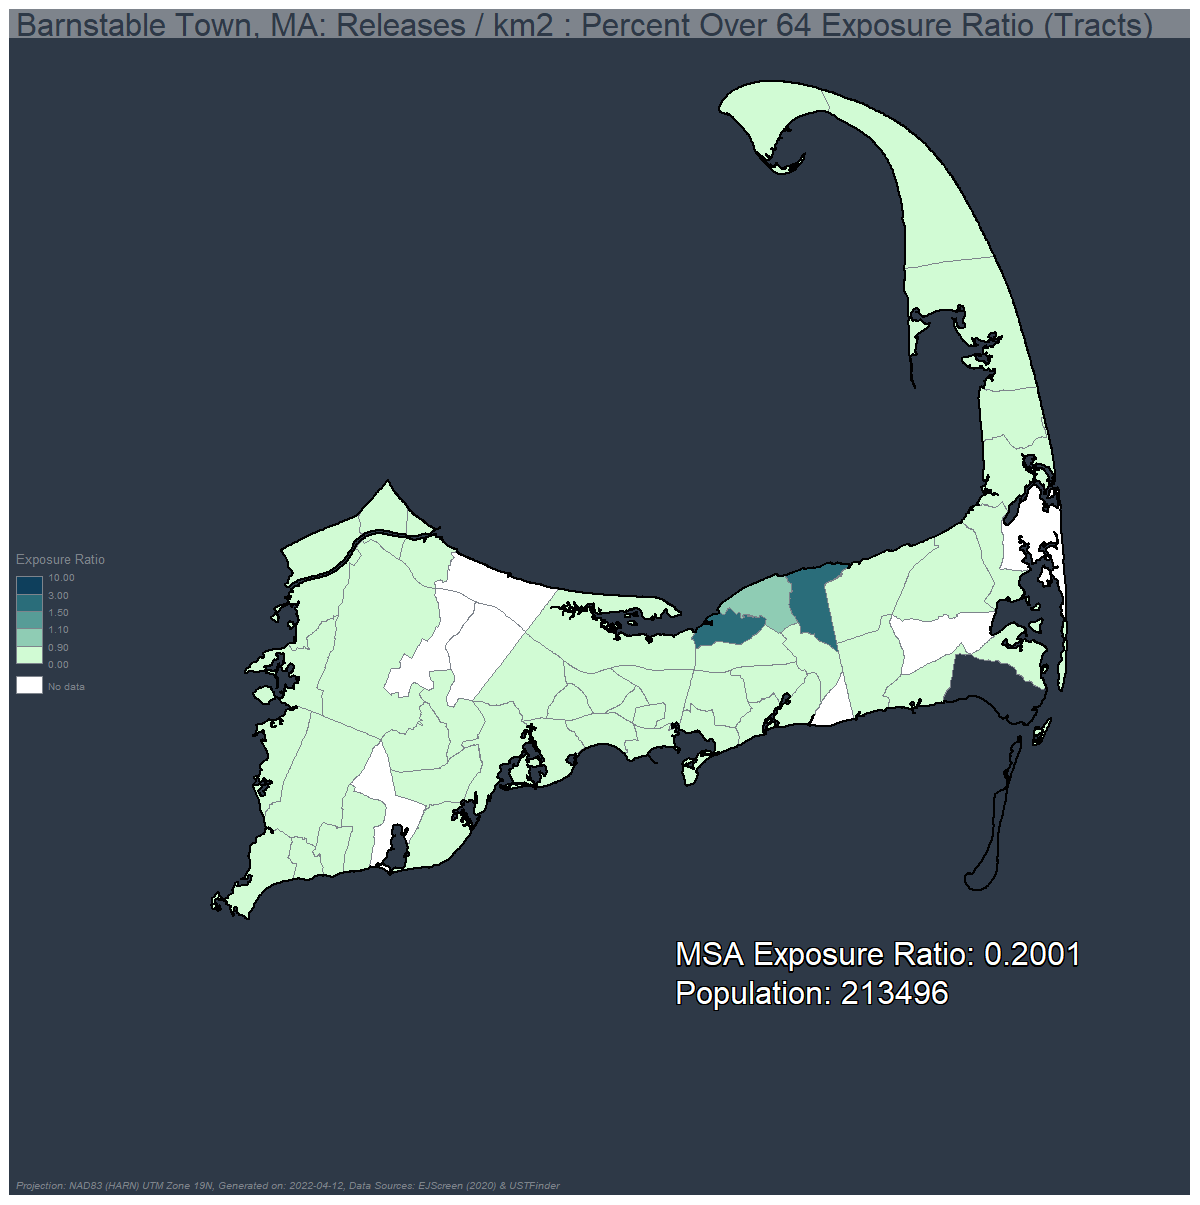 Barnstable Town, MA: Releases / km2 : Percent Over 64 Exposure Ratio (Tracts)
Exposure Ratio
10.00
3.00
1.50
1.10
0.90
0.00
No data
MSA Exposure Ratio: 0.2001
Population: 213496
Projection: NAD83 (HARN) UTM Zone 19N, Generated on: 2022-04-12, Data Sources: EJScreen (2020) & USTFinder